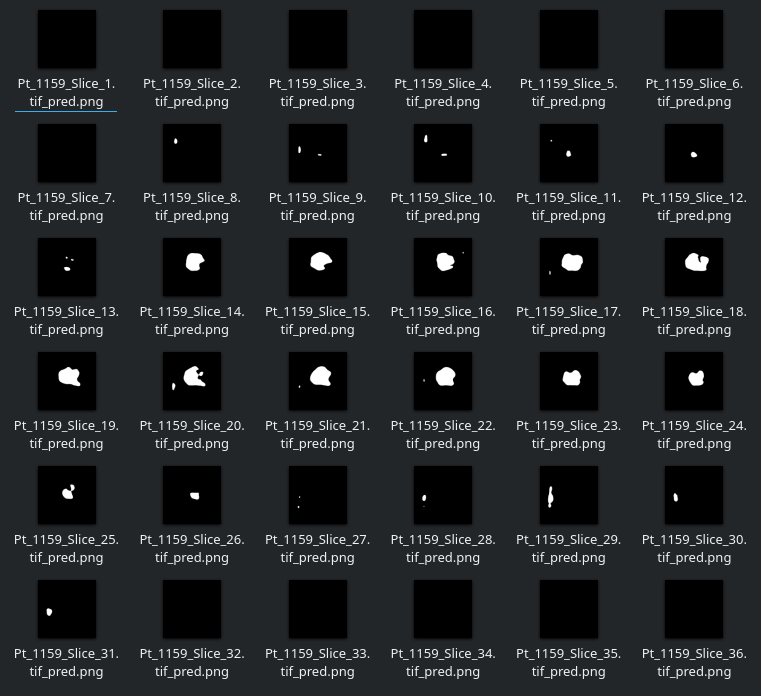 Pt_1159_Slice_1. Pt_1159_Slice_2. Pt_1159_Slice_3. Pt_1159_Slice_4. Pt_1159_Slice_5. Pt_1159_Slice_6.
tif_pred.png tif_pred.png tif_pred.png tif_pred.png tif_pred.png tif_pred.png
Pt_1159_Slice_7. Pt_1159_Slice_8. Pt_1159_Slice_9. Pt_1159_Slice_10. Pt_1159_Slice_11. Pt_1159_Slice_12.
tif_pred.png tif_pred.png tif_pred.png tif_pred.png tif_pred.png tif_pred.png
Pt_1159_Slice_13. Pt_1159_Slice_14. Pt_1159_Slice_15. Pt_1159_Slice_16. Pt_1159_Slice_17. Pt_1159_Slice_18.
tif_pred.png tif_pred.png tif_pred.png tif_pred.png tif_pred.png tif_pred.png
Pt_1159_Slice_19. Pt_1159_Slice_20. Pt_1159_Slice_21. Pt_1159_Slice_22. Pt_1159_Slice_23. Pt_1159_Slice_24.
tif_pred.png tif_pred.png tif_pred.png tif_pred.png tif_pred.png tif_pred.png
Pt_1159_Slice_25. Pt_1159_Slice_26. Pt_1159_Slice_27. Pt_1159_Slice_28. Pt_1159_Slice_29. Pt_1159_Slice_30.
tif_pred.png tif_pred.png tif_pred.png tif_pred.png tif_pred.png tif_pred.png
Pt_1159_Slice_31. Pt_1159_Slice_32. Pt_1159_Slice_33. Pt_1159_Slice_34. Pt_1159_Slice_35. Pt_1159_Slice_36.
tif_pred.png tif_pred.png tif_pred.png tif_pred.png tif_pred.png tif_pred.png